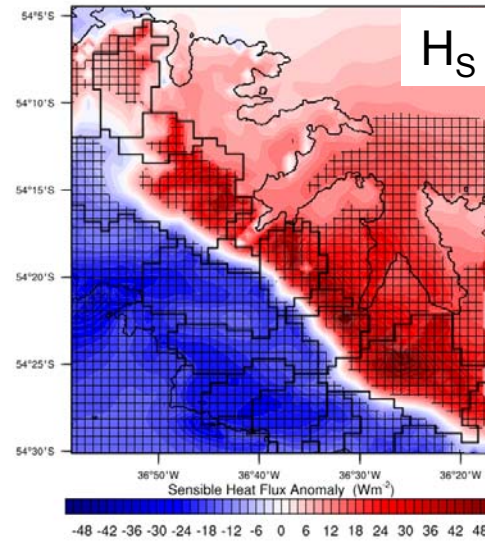 H_S
54°5'S
54°10'S
54°15'S
54°20'S
54°25'S
54°30'S
36°50'W 36°40'W 36°30'W 36°20'W
Sensible Heat Flux Anomaly (Wm⁻²)
-48 -36 -30 -24 -18 -12 -6 0 6 12 18 24 30 36 48